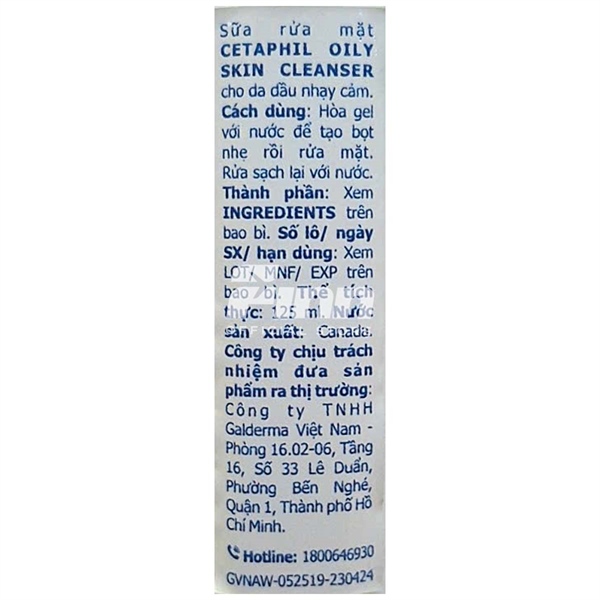 Sữa rửa mặt
CETAPHIL OILY
SKIN CLEANSER
cho da dầu nhạy cảm.
Cách dùng: Hòa gel
với nước để tạo bọt
nhẹ rồi rửa mặt.
Rửa sạch lại với nước.
Thành phần: Xem
INGREDIENTS trên
bao bì. Số lô/ ngày
SX/ hạn dùng: Xem
LOT/ MNF/ EXP trên
bao bì. Thể tích
thực: 125 ml. Nước
sản xuất: Canada.
Công ty chịu trách
nhiệm đưa sản
phẩm ra thị trường:
Công ty TNHH
Galderma Việt Nam -
Phòng 16.02-06, Tầng
16, Số 33 Lê Duẩn,
Phường Bến Nghé,
Quận 1, Thành phố Hồ
Chí Minh.
Hotline: 1800646930
GVNAW-052519-230424